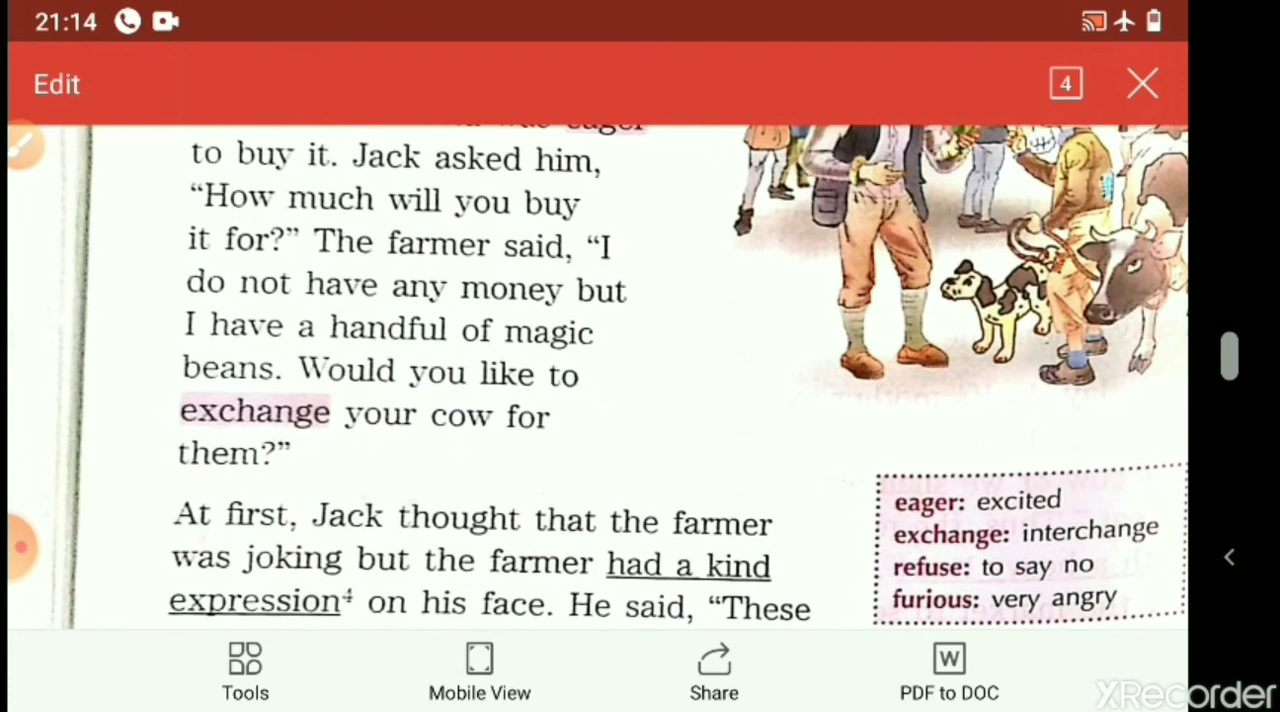 21:14
Edit
4
eager
to buy it. Jack asked him,
“How much will you buy
it for?” The farmer said, “I
do not have any money but
I have a handful of magic
beans. Would you like to
exchange your cow for
them?”
At first, Jack thought that the farmer
was joking but the farmer had a kind
expression⁴ on his face. He said, “These
eager: excited
exchange: interchange
refuse: to say no
furious: very angry
Tools
Mobile View
Share
W
PDF to DOC
XRecorder